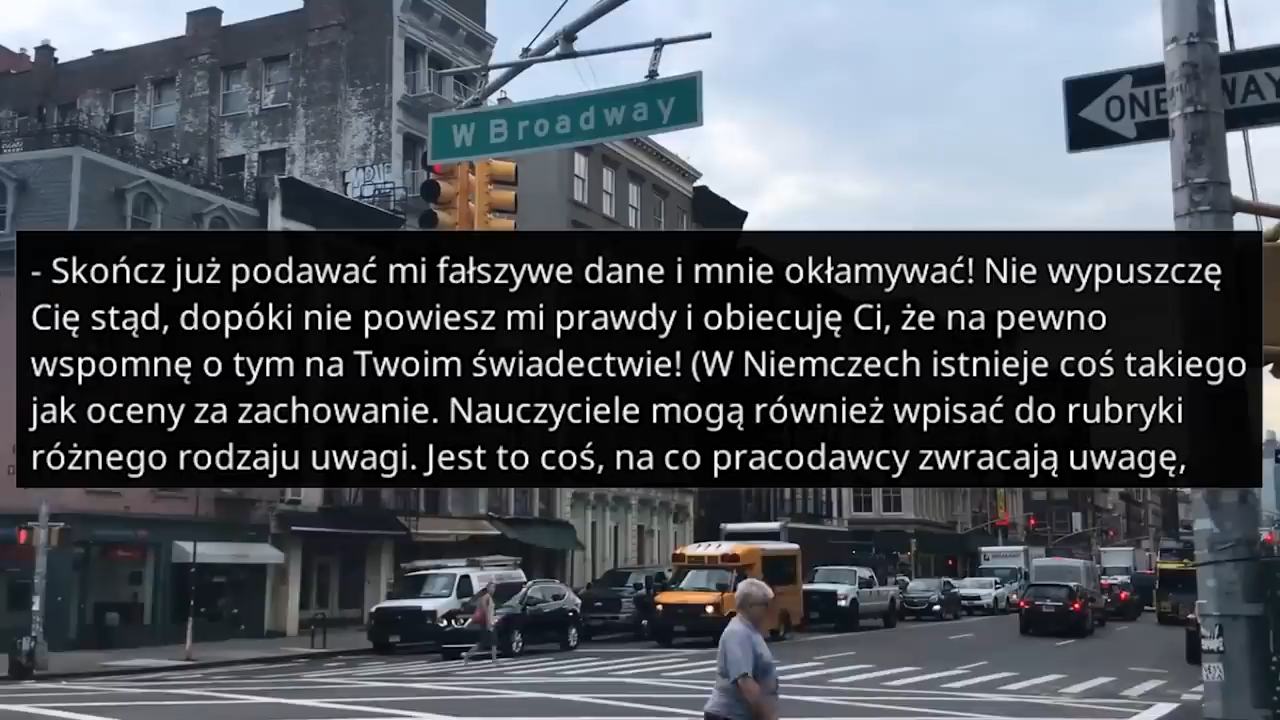 W Broadway
ONE WAY
- Skończ już podawać mi fałszywe dane i mnie okłamywać! Nie wypuszczę
Cię stąd, dopóki nie powiesz mi prawdy i obiecuję Ci, że na pewno
wspomnę o tym na Twoim świadectwie! (W Niemczech istnieje coś takiego
jak oceny za zachowanie. Nauczyciele mogą również wpisać do rubryki
różnego rodzaju uwagi. Jest to coś, na co pracodawcy zwracają uwagę,